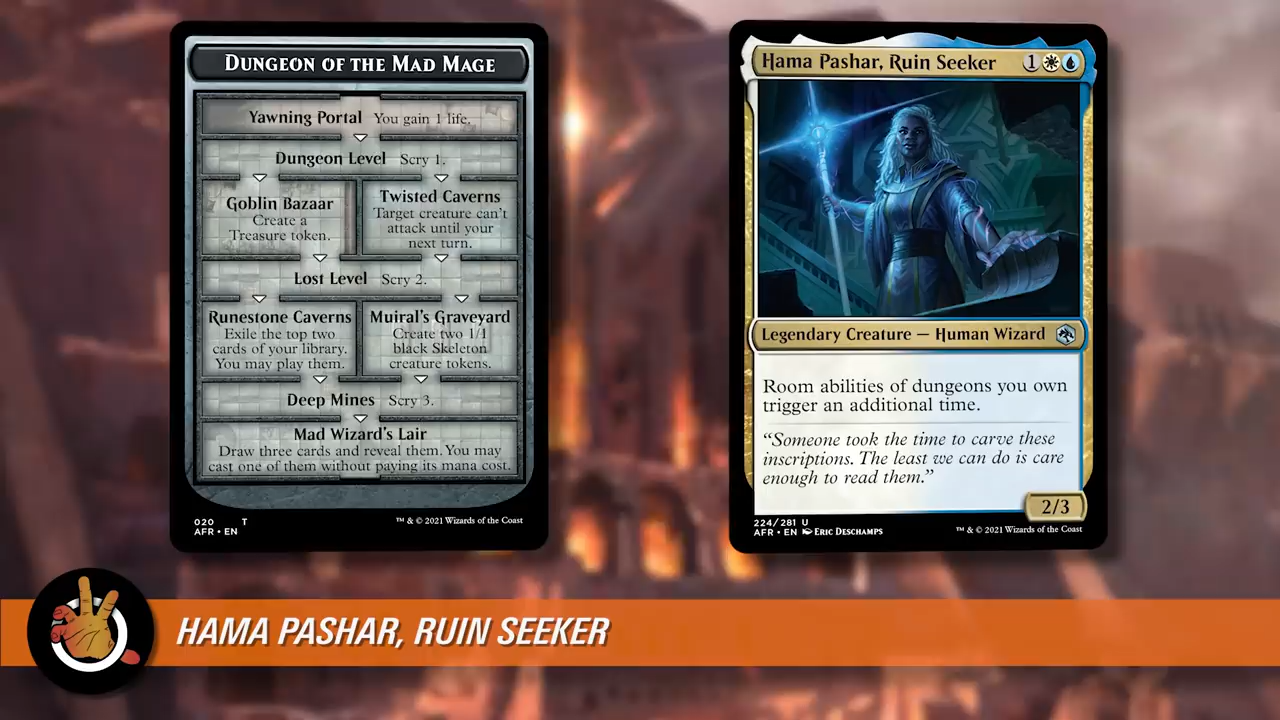 DUNGEON OF THE MAD MAGE
Yawning Portal You gain 1 life.
Dungeon Level Scry 1.
Goblin Bazaar
Create a
Treasure token.
Twisted Caverns
Target creature can't
attack until your
next turn.
Lost Level Scry 2.
Runestone Caverns
Exile the top two
cards of your library.
You may play them.
Muiral's Graveyard
Create two 1/1
black Skeleton
creature tokens.
Deep Mines Scry 3.
Mad Wizard's Lair
Draw three cards and reveal them. You may
cast one of them without paying its mana cost.
020 T
AFR • EN
™ & © 2021 Wizards of the Coast
Hama Pashar, Ruin Seeker 1
Legendary Creature — Human Wizard
Room abilities of dungeons you own
trigger an additional time.
“Someone took the time to carve these
inscriptions. The least we can do is care
enough to read them.”
2/3
224/281 U
AFR • EN ERIC DESCHAMPS
™ & © 2021 Wizards of the Coast
HAMA PASHAR, RUIN SEEKER